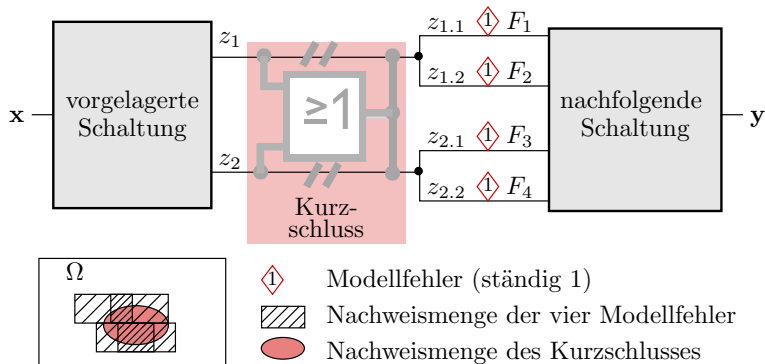 z1.1 1 F1
z1
z1.2 1 F2
x
vorgelagerte
Schaltung
≥1
nachfolgende
Schaltung
y
z2.1 1 F3
z2
z2.2 1 F4
Kurz-
schluss
Ω
1 Modellfehler (ständig 1)
Nachweismenge der vier Modellfehler
Nachweismenge des Kurzschlusses